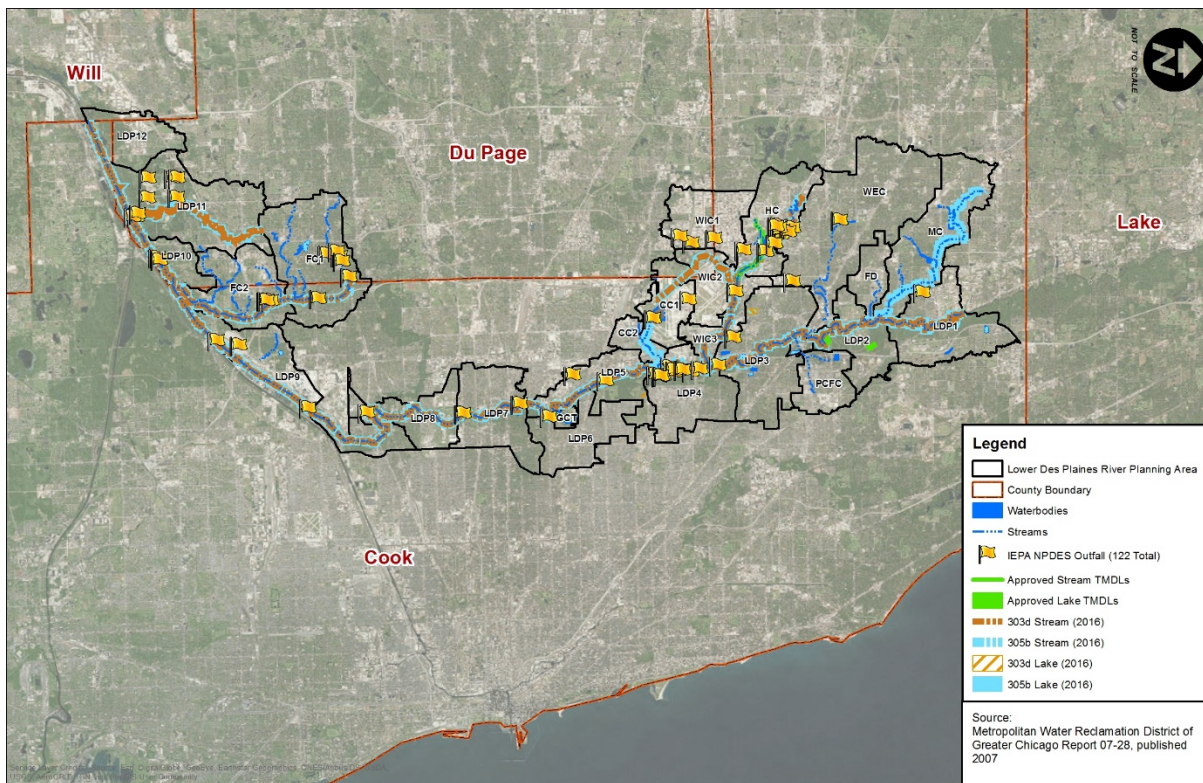 NOT TO SCALE
N
Will
Du Page
Lake
Cook
LDP12
LDP11
LDP10
FC1
FC2
LDP9
LDP8
LDP7
GCT
LDP6
LDP5
LDP4
CC2
CC1
WIC1
WIC2
WIC3
HC
LDP3
WEC
MC
FD
LDP2
LDP1
PCFC
Legend
Lower Des Plaines River Planning Area
County Boundary
Waterbodies
Streams
IEPA NPDES Outfall (122 Total)
Approved Stream TMDLs
Approved Lake TMDLs
303d Stream (2016)
305b Stream (2016)
303d Lake (2016)
305b Lake (2016)
Source:
Metropolitan Water Reclamation District of
Greater Chicago Report 07-28, published
2007